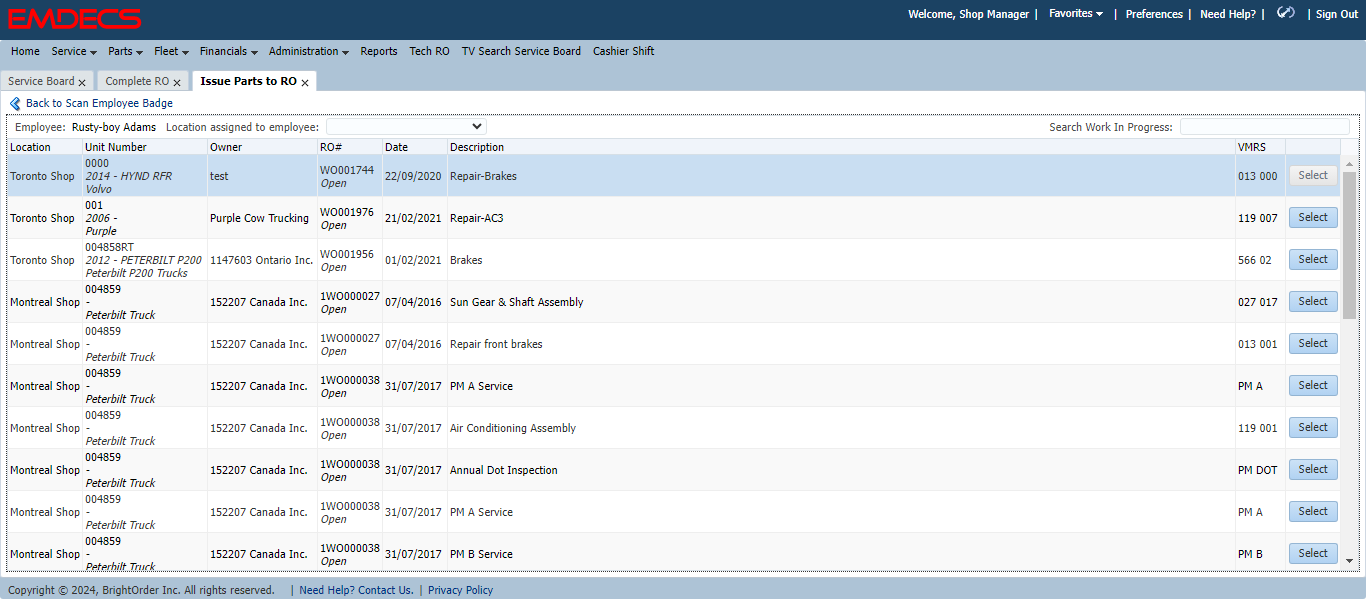 EMDECS
Welcome, Shop Manager | Favorites | Preferences | Need Help? | | Sign Out
Home Service Parts Fleet Financials Administration Reports Tech RO TV Search Service Board Cashier Shift
Service Board x Complete RO x Issue Parts to RO x
Back to Scan Employee Badge
Employee: Rusty-boy Adams Location assigned to employee: Search Work In Progress:
Location Unit Number Owner RO# Date Description VMRS
0000
Toronto Shop 2014 - HYND RFR test WO001744 22/09/2020 Repair-Brakes 013 000 Select
Volvo Open
001
Toronto Shop 2006 - Purple Cow Trucking WO001976 21/02/2021 Repair-AC3 119 007 Select
Purple Open
004858RT
Toronto Shop 2012 - PETERBILT P200 1147603 Ontario Inc. WO001956 01/02/2021 Brakes 566 02 Select
Peterbilt P200 Trucks Open
004859
Montreal Shop - 152207 Canada Inc. 1WO000027 07/04/2016 Sun Gear & Shaft Assembly 027 017 Select
Peterbilt Truck Open
004859
Montreal Shop - 152207 Canada Inc. 1WO000027 07/04/2016 Repair front brakes 013 001 Select
Peterbilt Truck Open
004859
Montreal Shop - 152207 Canada Inc. 1WO000038 31/07/2017 PM A Service PM A Select
Peterbilt Truck Open
004859
Montreal Shop - 152207 Canada Inc. 1WO000038 31/07/2017 Air Conditioning Assembly 119 001 Select
Peterbilt Truck Open
004859
Montreal Shop - 152207 Canada Inc. 1WO000038 31/07/2017 Annual Dot Inspection PM DOT Select
Peterbilt Truck Open
004859
Montreal Shop - 152207 Canada Inc. 1WO000038 31/07/2017 PM A Service PM A Select
Peterbilt Truck Open
004859
Montreal Shop - 152207 Canada Inc. 1WO000038 31/07/2017 PM B Service PM B Select
Peterbilt Truck Open
Copyright © 2024, BrightOrder Inc. All rights reserved. | Need Help? Contact Us. | Privacy Policy